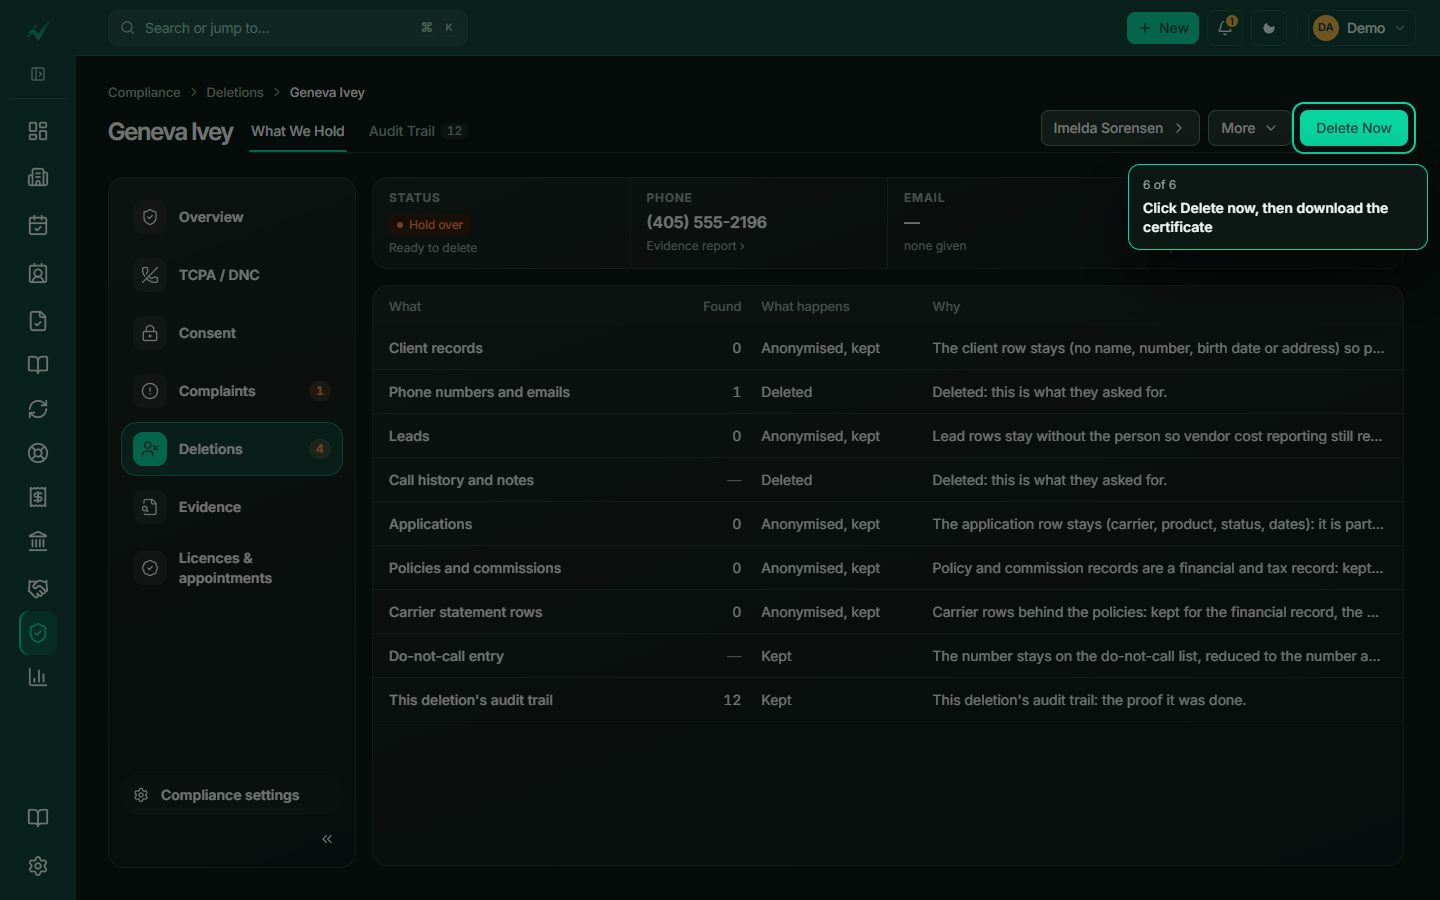 Search or jump to...
⌘ K
+ New
1
DA
Demo
Compliance > Deletions > Geneva Ivey
Geneva Ivey
What We Hold
Audit Trail 12
Imelda Sorensen
More
Delete Now
6 of 6
Click Delete now, then download the
certificate
Overview
TCPA / DNC
Consent
Complaints 1
Deletions 4
Evidence
Licences &
appointments
Compliance settings
STATUS
Hold over
Ready to delete
PHONE
(405) 555-2196
Evidence report ›
EMAIL
—
none given
What Found What happens Why
Client records 0 Anonymised, kept The client row stays (no name, number, birth date or address) so p...
Phone numbers and emails 1 Deleted Deleted: this is what they asked for.
Leads 0 Anonymised, kept Lead rows stay without the person so vendor cost reporting still re...
Call history and notes — Deleted Deleted: this is what they asked for.
Applications 0 Anonymised, kept The application row stays (carrier, product, status, dates): it is part...
Policies and commissions 0 Anonymised, kept Policy and commission records are a financial and tax record: kept...
Carrier statement rows 0 Anonymised, kept Carrier rows behind the policies: kept for the financial record, the ...
Do-not-call entry — Kept The number stays on the do-not-call list, reduced to the number a...
This deletion's audit trail 12 Kept This deletion's audit trail: the proof it was done.